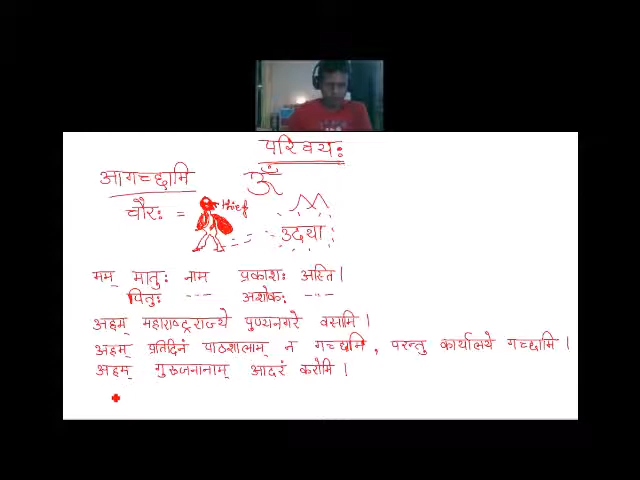 परिचयः
आगच्छामि
ॐ
चौरः = thief
उदथा
मम् मातुः नाम् प्रकाशः अस्ति।
पितुः --- अशोकः ---
अहम् महाराष्ट्रराज्ये पुण्यनगरे वसामि।
अहम् प्रतिदिनं पाठशालाम् न गच्छामि, परन्तु कार्यालये गच्छामि।
अहम् गुरुजनानाम् आदरं करोमि।